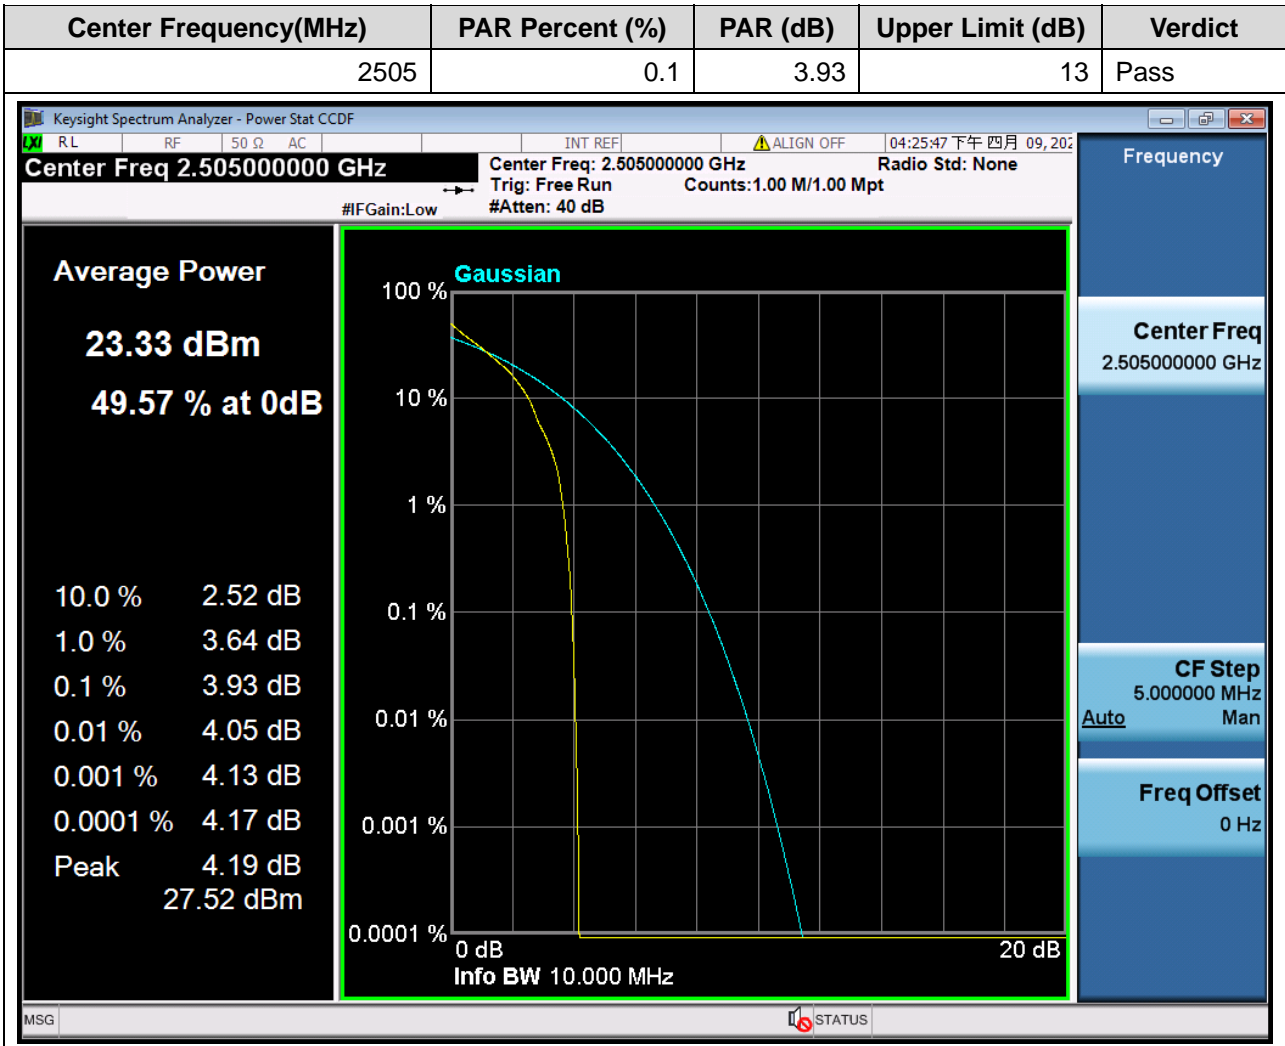 Center Frequency(MHz) PAR Percent (%) PAR (dB) Upper Limit (dB) Verdict
2505 0.1 3.93 13 Pass
Keysight Spectrum Analyzer - Power Stat CCDF
LXI RL RF 50 Ω AC INT REF ALIGN OFF 04:25:47 下午 四月 09, 202
Center Freq 2.505000000 GHz
Center Freq: 2.505000000 GHz Radio Std: None
Trig: Free Run Counts:1.00 M/1.00 Mpt
#IFGain:Low #Atten: 40 dB
Frequency
Average Power
23.33 dBm
49.57 % at 0dB
10.0 % 2.52 dB
1.0 % 3.64 dB
0.1 % 3.93 dB
0.01 % 4.05 dB
0.001 % 4.13 dB
0.0001 % 4.17 dB
Peak 4.19 dB
27.52 dBm
Gaussian
100 %
10 %
1 %
0.1 %
0.01 %
0.001 %
0.0001 %
0 dB 20 dB
Info BW 10.000 MHz
Center Freq
2.505000000 GHz
CF Step
5.000000 MHz
Auto Man
Freq Offset
0 Hz
MSG STATUS